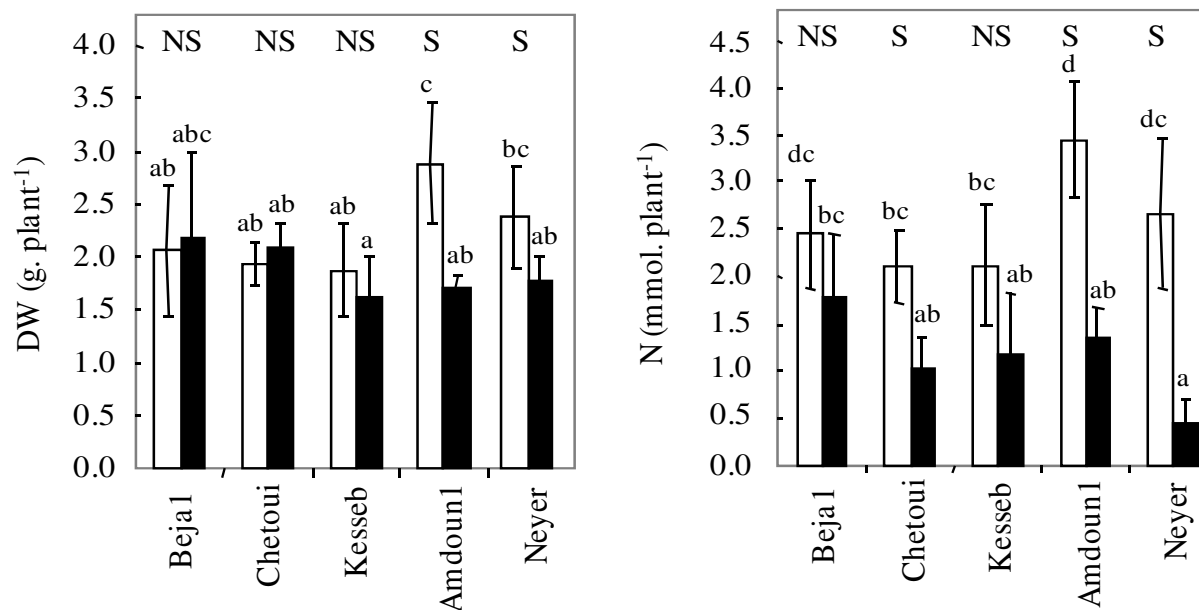 NS NS NS S S
4.0
3.5
3.0
2.5
2.0
1.5
1.0
0.5
0.0
DW (g. plant⁻¹)
ab abc
ab ab
ab a
c ab
bc ab
Beja1
Chetoui
Kesseb
Amdoun1
Neyer
NS S NS S S
4.5
4.0
3.5
3.0
2.5
2.0
1.5
1.0
0.5
0.0
N (mmol. plant⁻¹)
dc bc
bc ab
bc ab
d ab
dc a
Beja1
Chetoui
Kesseb
Amdoun1
Neyer